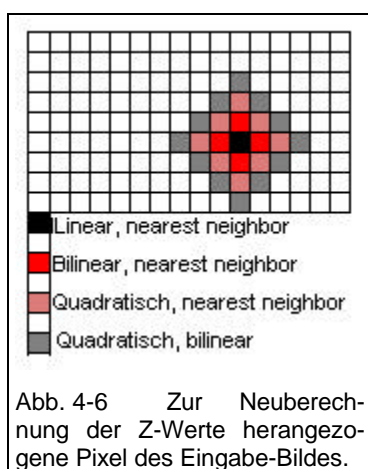 Linear, nearest neighbor
Bilinear, nearest neighbor
Quadratisch, nearest neighbor
Quadratisch, bilinear
Abb. 4-6 Zur Neuberech-
nung der Z-Werte herangezo-
gene Pixel des Eingabe-Bildes.